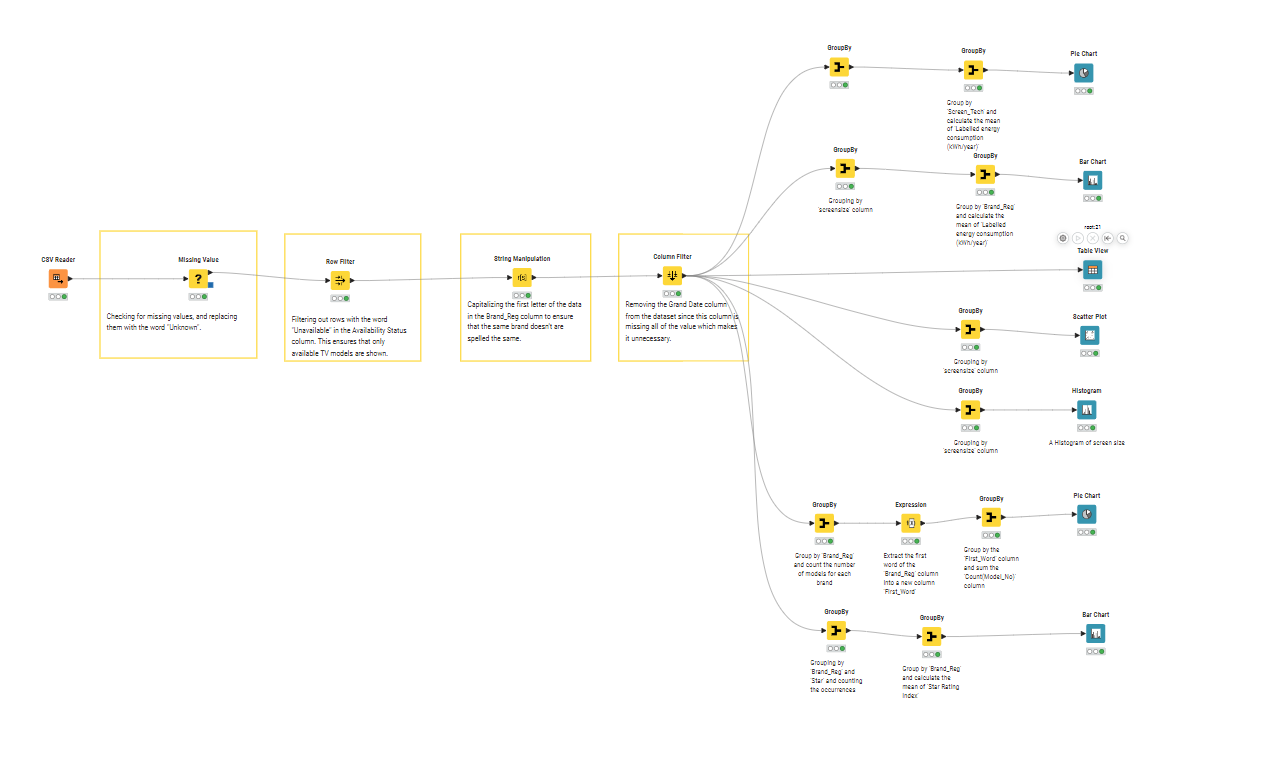 GroupBy
GroupBy
Pie Chart
Group by
'Screen_Tech' and
calculate the mean
of 'Labelled energy
consumption
(kWh/year)'
GroupBy
GroupBy
Bar Chart
Grouping by
'screensize' column
Group by 'Brand_Reg'
and calculate the
mean of 'Labelled
energy consumption
(kWh/year)'
root:21
CSV Reader
Missing Value
Row Filter
String Manipulation
Column Filter
Table View
Checking for missing values, and replacing
them with the word "Unknown".
Filtering out rows with the word
"Unavailable" in the Availability Status
column. This ensures that only
available TV models are shown.
Capitalizing the first letter of the data
in the Brand_Reg column to ensure
that the same brand doesn't are
spelled the same.
Removing the Grand Date column
from the dataset since this column is
missing all of the value which makes
it unnecessary.
GroupBy
Scatter Plot
Grouping by
'screensize' column
GroupBy
Histogram
Grouping by
'screensize' column
A Histogram of screen size
GroupBy
Expression
GroupBy
Pie Chart
Group by 'Brand_Reg'
and count the number
of models for each
brand
Extract the first
word of the
'Brand_Reg' column
into a new column
'First_Word'
Group by the
'First_Word' column
and sum the
'Count(Model_No)'
column
GroupBy
GroupBy
Bar Chart
Grouping by
'Brand_Reg' and
'Star' and counting
the occurrences
Group by 'Brand_Reg'
and calculate the
mean of 'Star Rating
Index'